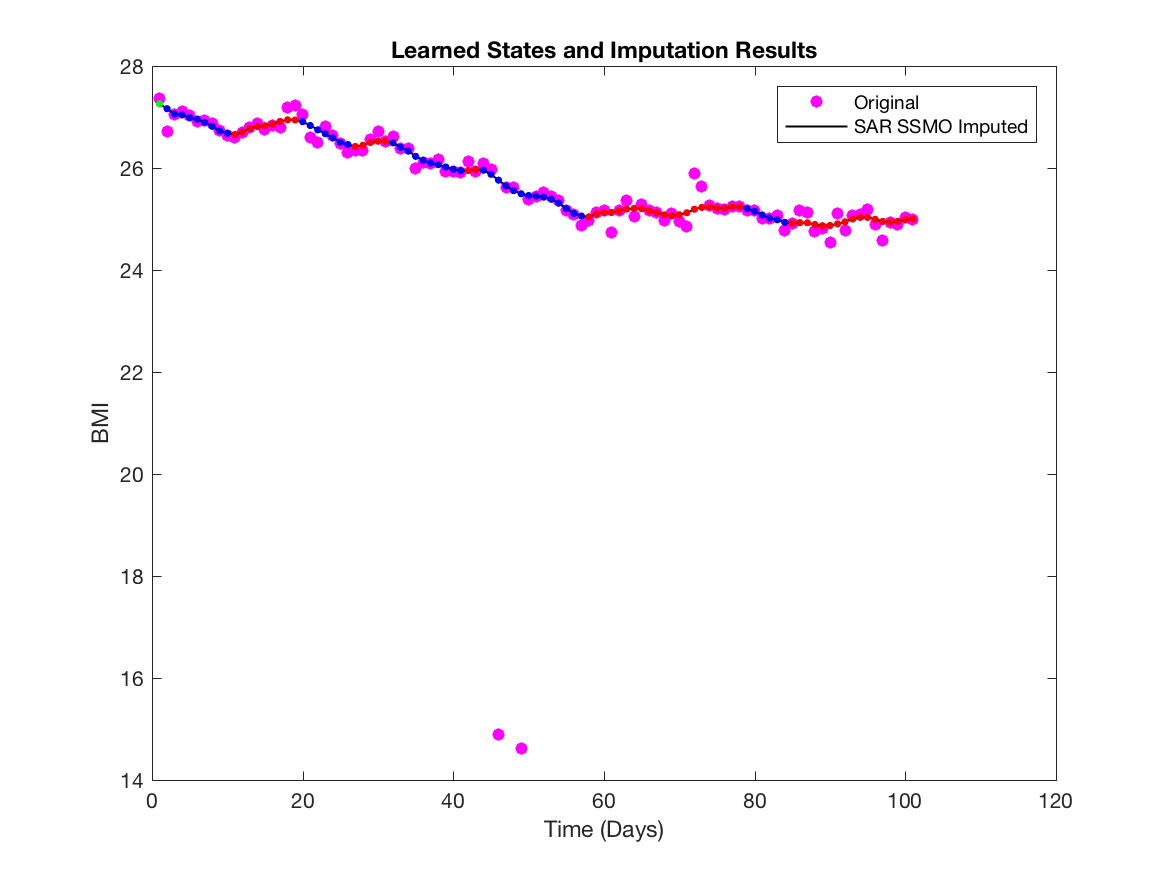 Learned States and Imputation Results
28
26
24
22
20
18
16
14
BMI
Original
SAR SSMO Imputed
0 20 40 60 80 100 120
Time (Days)